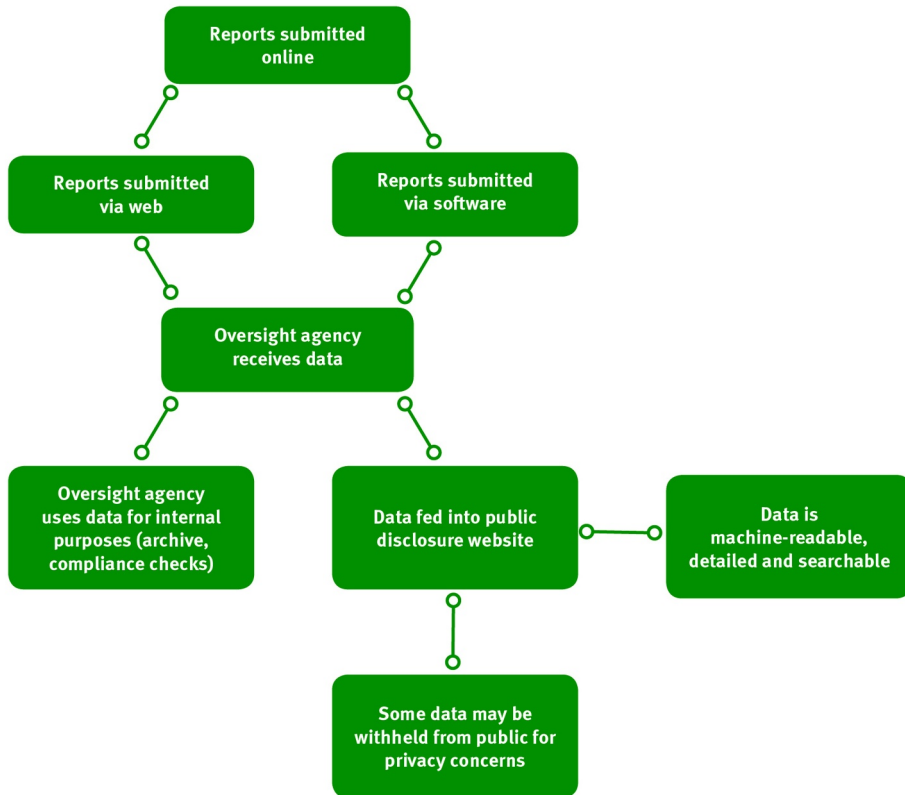 Reports submitted
online
Reports submitted
via web
Reports submitted
via software
Oversight agency
receives data
Oversight agency
uses data for internal
purposes (archive,
compliance checks)
Data fed into public
disclosure website
Data is
machine-readable,
detailed and searchable
Some data may be
withheld from public for
privacy concerns